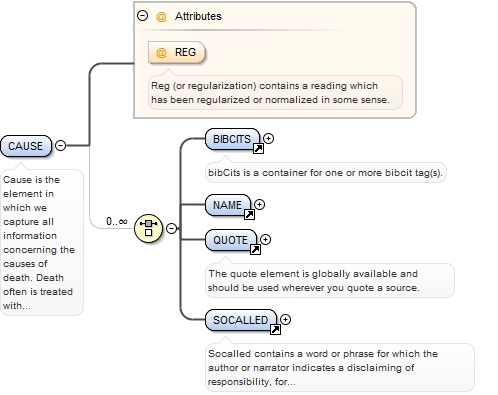 Attributes
@ REG
Reg (or regularization) contains a reading which
has been regularized or normalized in some sense.
CAUSE
Cause is the
element in
which we
capture all
information
concerning the
causes of
death. Death
often is treated
with...
0..∞
BIBCITS
bibCits is a container for one or more bibcit tag(s).
NAME
QUOTE
The quote element is globally available and
should be used wherever you quote a source.
SOCALLED
Socalled contains a word or phrase for which the
author or narrator indicates a disclaiming of
responsibility, for...